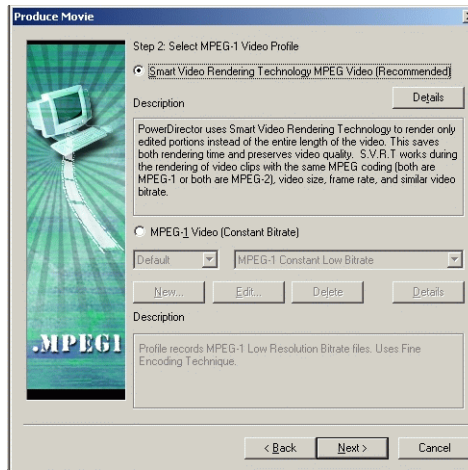 Produce Movie
Step 2: Select MPEG-1 Video Profile
Smart Video Rendering Technology MPEG Video (Recommended)
Description
Details
PowerDirector uses Smart Video Rendering Technology to render only
edited portions instead of the entire length of the video. This saves
both rendering time and preserves video quality. S.V.R.T works during
the rendering of video clips with the same MPEG coding (both are
MPEG-1 or both are MPEG-2), video size, frame rate, and similar video
bitrate.
MPEG-1 Video (Constant Bitrate)
Default
MPEG-1 Constant Low Bitrate
New...
Edit...
Delete
Details
Description
Profile records MPEG-1 Low Resolution Bitrate files. Uses Fine
Encoding Technique.
.MPEG1
< Back
Next >
Cancel